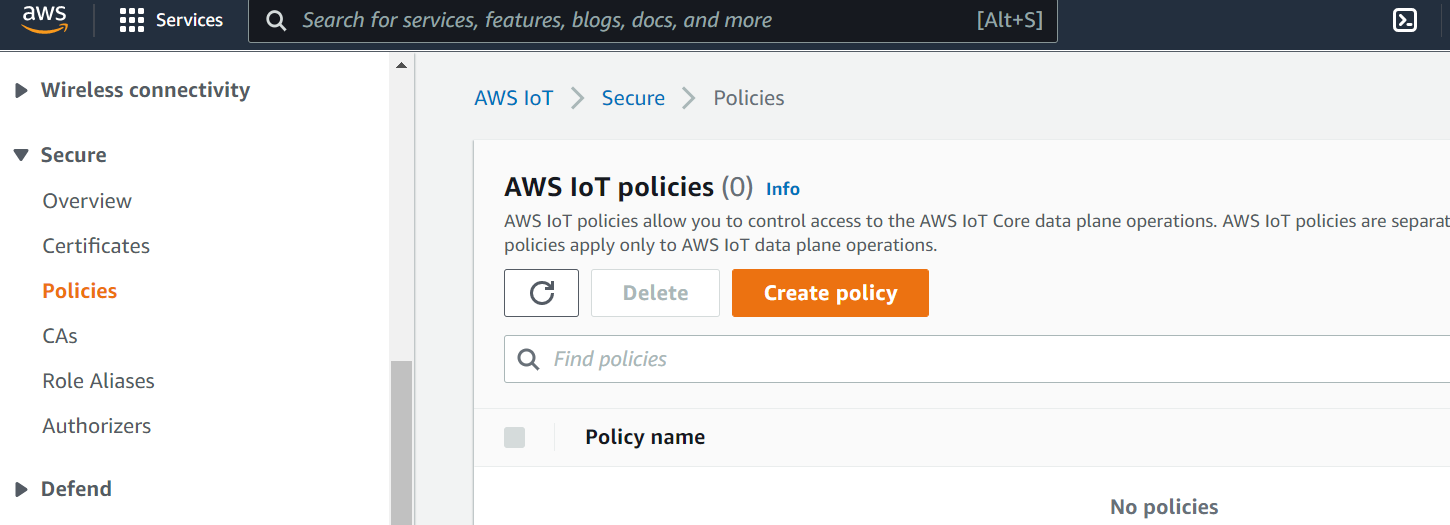 aws
Services
Search for services, features, blogs, docs, and more
[Alt+S]
Wireless connectivity
Secure
Overview
Certificates
Policies
CAs
Role Aliases
Authorizers
Defend
AWS IoT
Secure
Policies
AWS IoT policies (0) Info
AWS IoT policies allow you to control access to the AWS IoT Core data plane operations. AWS IoT policies are separat
policies apply only to AWS IoT data plane operations.
Delete
Create policy
Find policies
Policy name
No policies